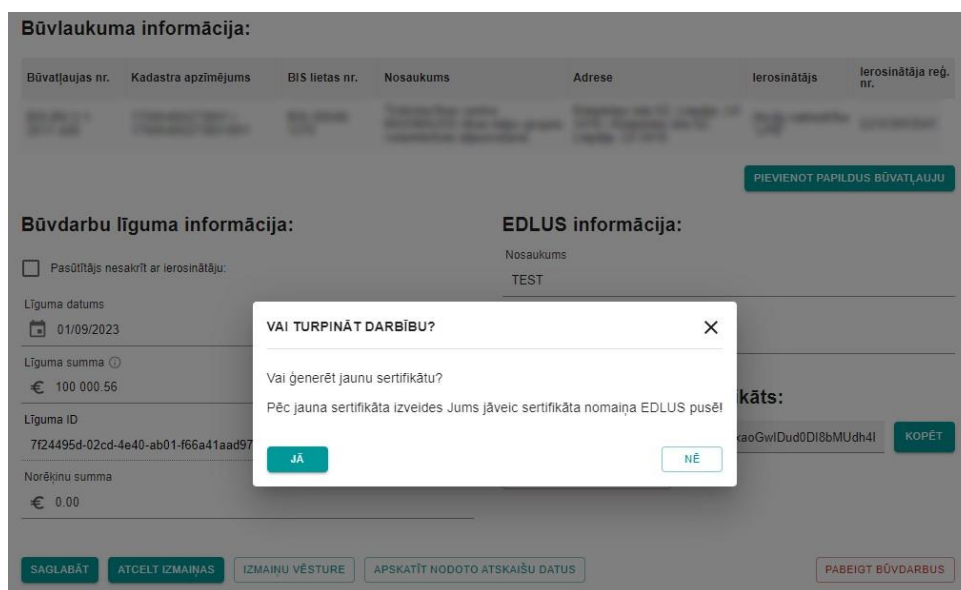 Būvlaukuma informācija:
Būvatļaujas nr. Kadastra apzīmējums BIS lietas nr. Nosaukums Adrese Ierosinātājs Ierosinātāja reģ. nr.
PIEVIENOT PAPILDUS BŪVATĻAUJU
Būvdarbu līguma informācija:
EDLUS informācija:
Pasūtītājs nesakrīt ar ierosinātāju:
Nosaukums
TEST
Līguma datums
01/09/2023
VAI TURPINĀT DARBĪBU?
Līguma summa
€ 100 000.56
Vai ģenerēt jaunu sertifikātu?
Pēc jauna sertifikāta izveides Jums jāveic sertifikāta nomaiņa EDLUS pusē!
ikāts:
Līguma ID
7f24495d-02cd-4e40-ab01-f66a41aad97
JĀ
NĒ
KOPĒT
Norēķinu summa
€ 0.00
SAGLABĀT
ATCELT IZMAIŅAS
IZMAIŅU VĒSTURE
APSKATĪT NODOTO ATSKAIŠU DATUS
PABEIGT BŪVDARBUS